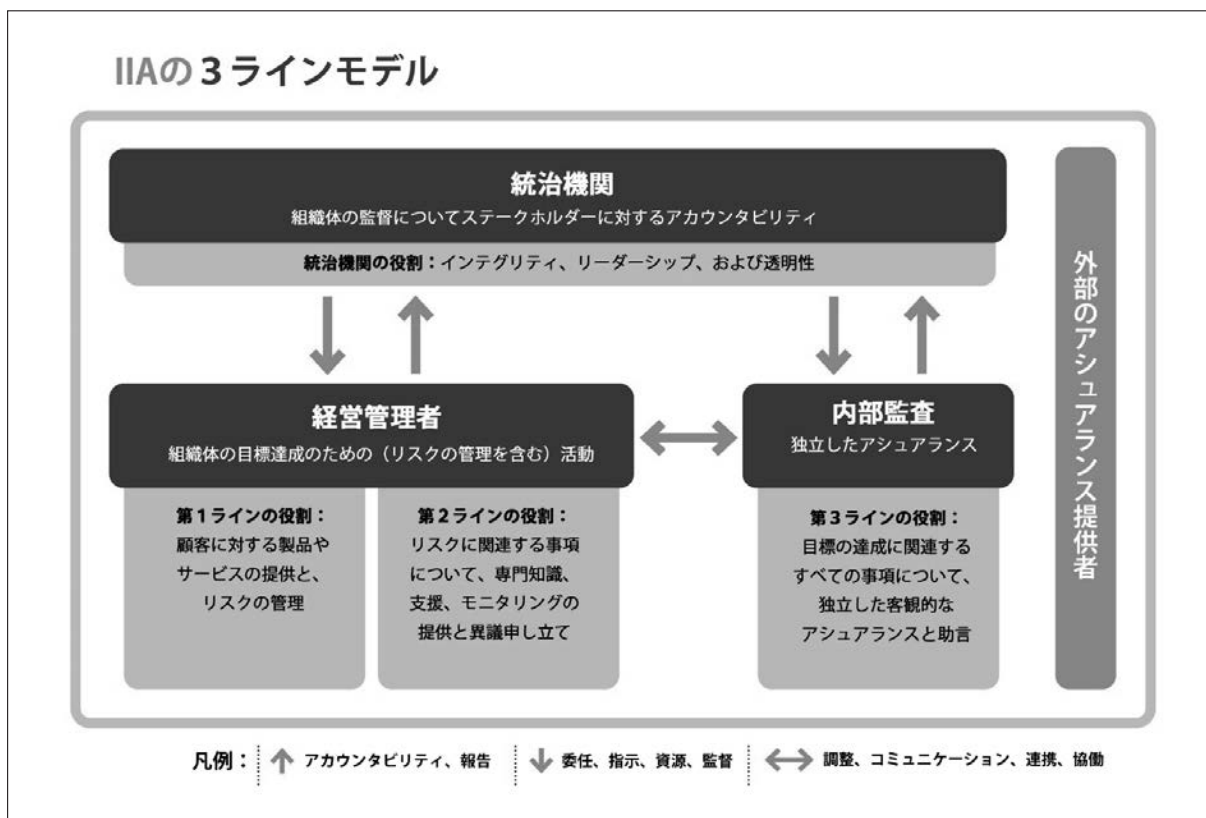 IIAの3ラインモデル
統治機関
組織体の監督についてステークホルダーに対するアカウンタビリティ
統治機関の役割：インテグリティ、リーダーシップ、および透明性
経営管理者
組織体の目標達成のための（リスクの管理を含む）活動
第1ラインの役割：
顧客に対する製品や
サービスの提供と、
リスクの管理
第2ラインの役割：
リスクに関連する事項
について、専門知識、
支援、モニタリングの
提供と異議申し立て
内部監査
独立したアシュアランス
第3ラインの役割：
目標の達成に関連する
すべての事項について、
独立した客観的な
アシュアランスと助言
外部のアシュアランス提供者
凡例： アカウンタビリティ、報告 委任、指示、資源、監督 調整、コミュニケーション、連携、協働